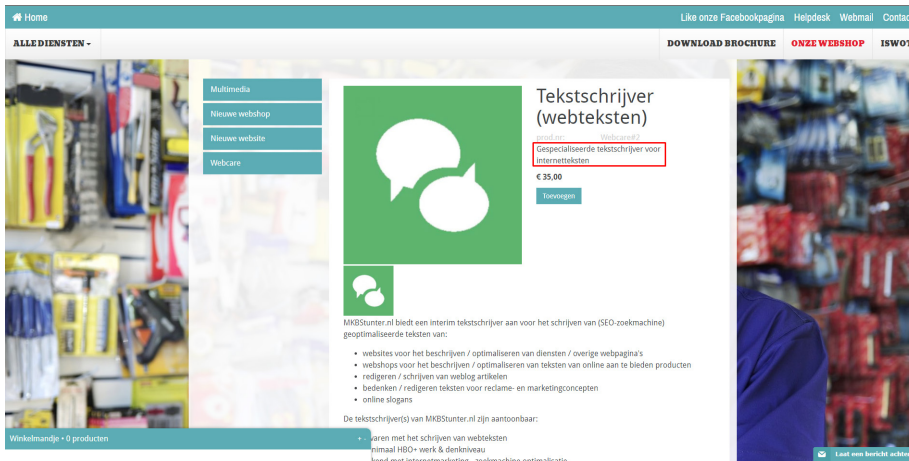 Home
Like onze Facebookpagina Helpdesk Webmail
ALLE DIENSTEN
DOWNLOAD BROCHURE ONZE WEBSHOP
Multimedia
Nieuwe webshop
Nieuwe website
Webcare
Tekstschrijver
(webteksten)
prod.nr: Webcare#2
Gespecialiseerde tekstschrijver voor
internetteksten
€ 35,00
Toevoegen
MKBStunter.nl biedt een interim tekstschrijver aan voor het schrijven van (SEO-zoekmachine)
geoptimaliseerde teksten van:
• websites voor het beschrijven / optimaliseren van diensten / overige webpagina's
• webshops voor het beschrijven / optimaliseren van teksten van online aan te bieden producten
• redigeren / schrijven van weblog artikelen
• bedenken / redigeren teksten voor reclame- en marketingconcepten
• online slogans
De tekstschrijver(s) van MKBStunter.nl zijn aantoonbaar:
Winkelmandje • 0 producten + -
varen met het schrijven van webteksten
nimaal HBO+ werk & denkniveau
Laat een bericht achter